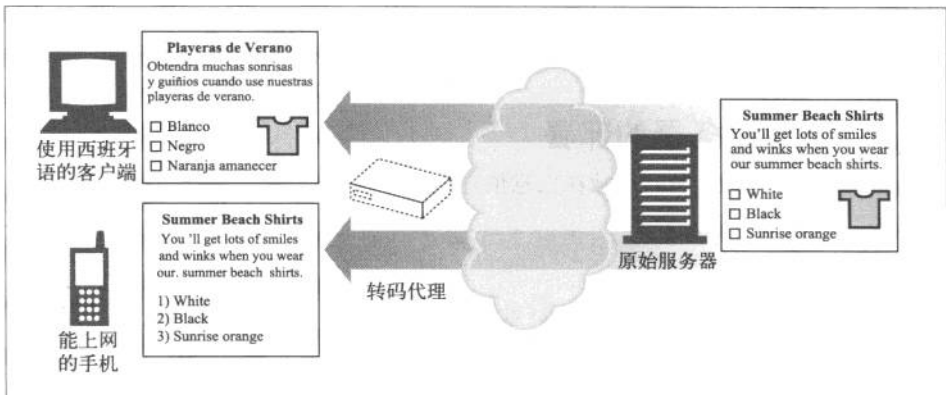 Playeras de Verano
Obtendra muchas sonrisas
y guiñios cuando use nuestras
playeras de verano.
Blanco
Negro
Naranja amanecer
使用西班牙
语的客户端
Summer Beach Shirts
You 'll get lots of smiles
and winks when you wear
our. summer beach shirts.
1) White
2) Black
3) Sunrise orange
能上网
的手机
转码代理
原始服务器
Summer Beach Shirts
You'll get lots of smiles
and winks when you wear
our summer beach shirts.
White
Black
Sunrise orange